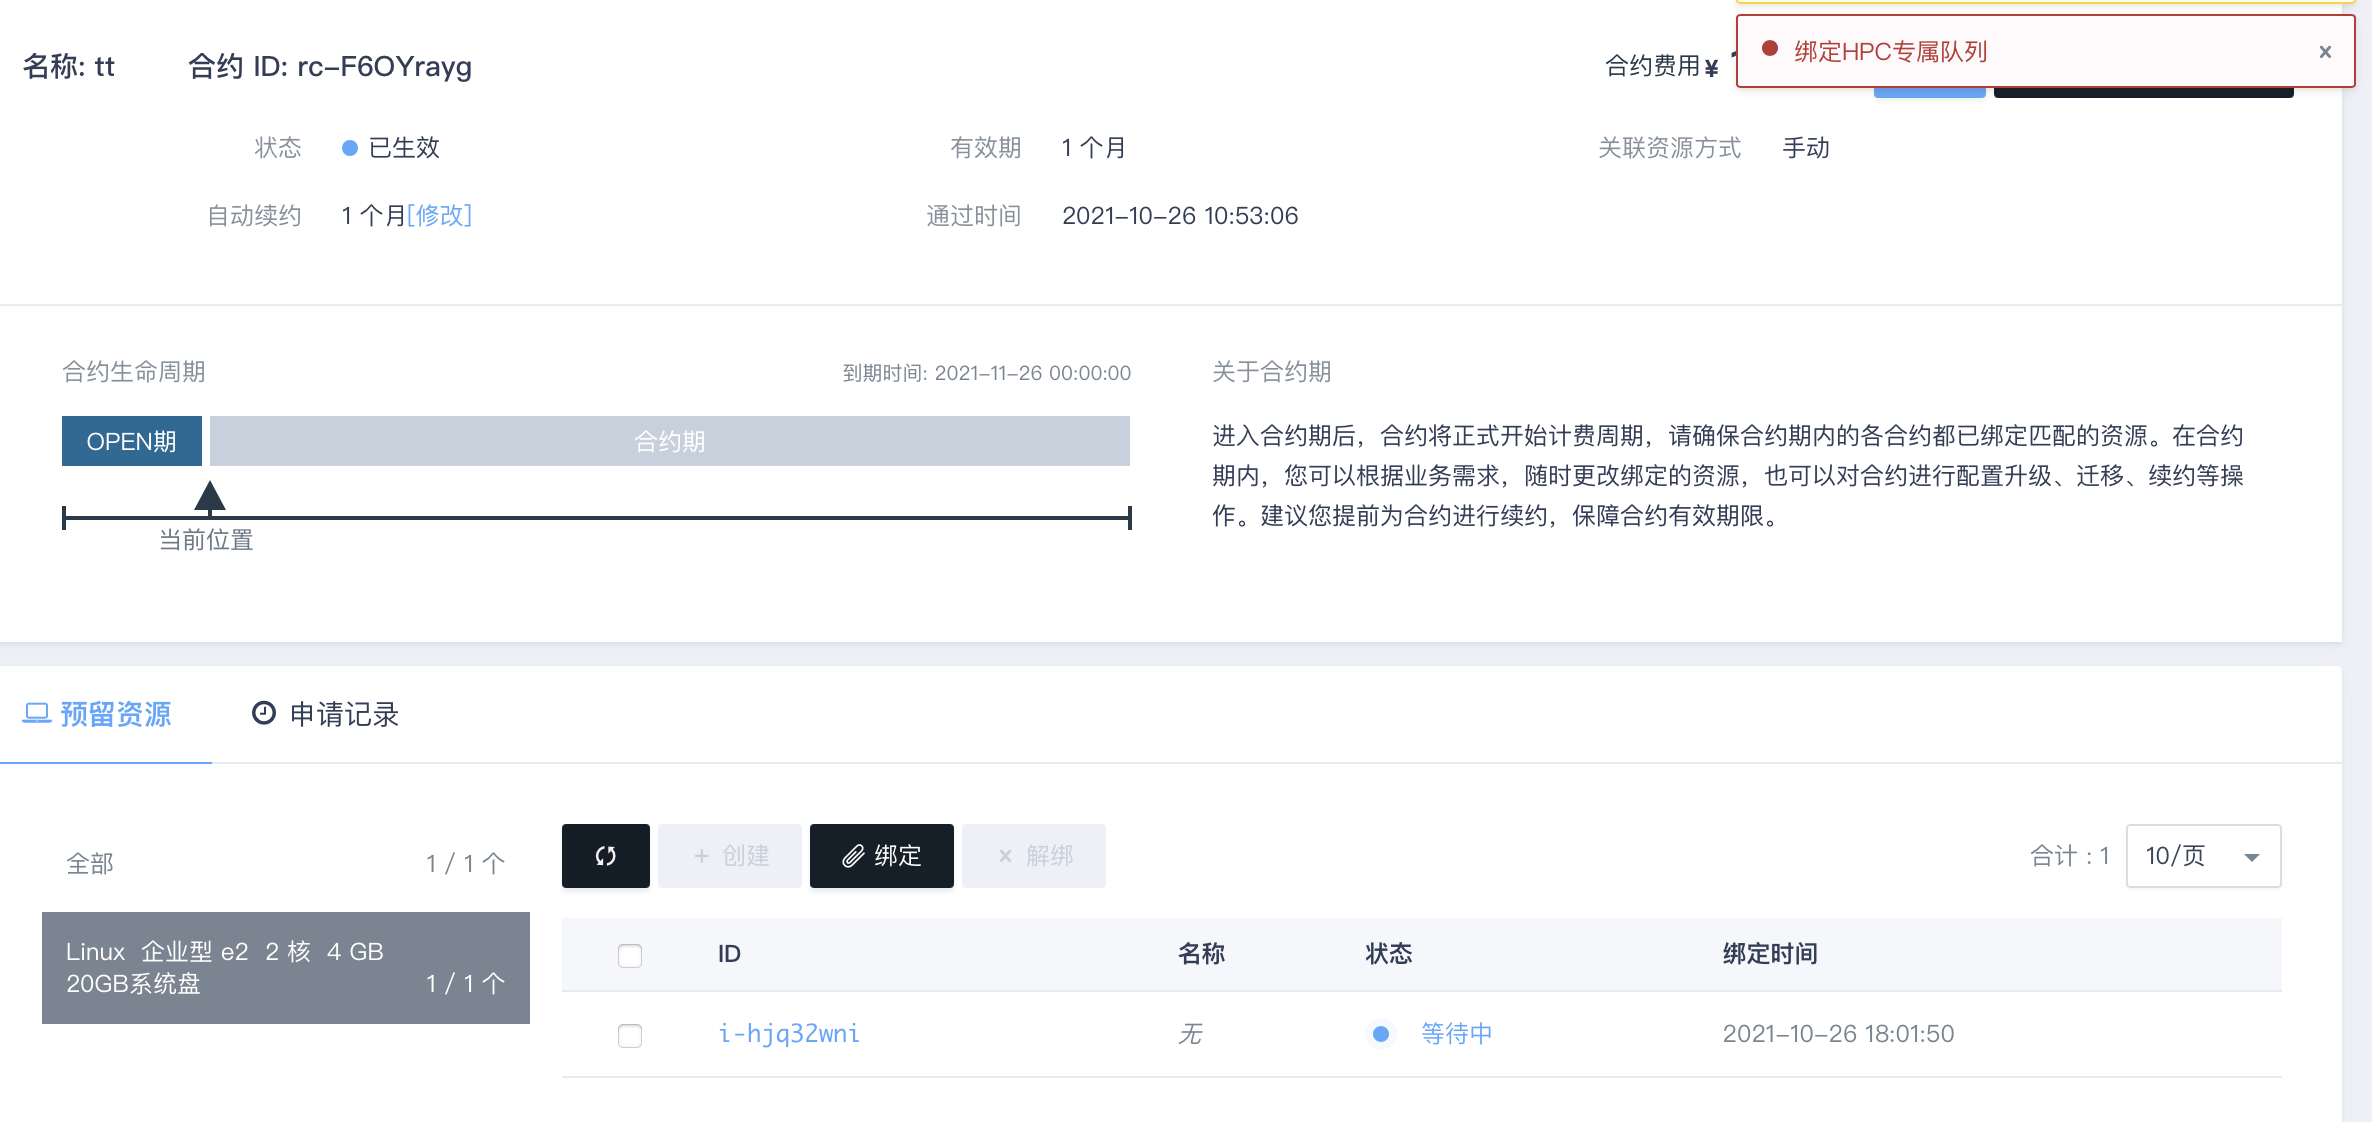 名称: tt 合约 ID: rc-F6OYrayg 合约费用 ¥
绑定HPC专属队列
状态 已生效 有效期 1 个月 关联资源方式 手动
自动续约 1 个月[修改] 通过时间 2021-10-26 10:53:06
合约生命周期 到期时间: 2021-11-26 00:00:00
OPEN期 合约期
当前位置
关于合约期
进入合约期后，合约将正式开始计费周期，请确保合约期内的各合约都已绑定匹配的资源。在合约
期内，您可以根据业务需求，随时更改绑定的资源，也可以对合约进行配置升级、迁移、续约等操
作。建议您提前为合约进行续约，保障合约有效期限。
预留资源 申请记录
全部 1 / 1 个
Linux 企业型 e2 2 核 4 GB
20GB系统盘 1 / 1 个
+ 创建 绑定 × 解绑 合计 : 1 10/页
ID 名称 状态 绑定时间
i-hjq32wni 无 等待中 2021-10-26 18:01:50